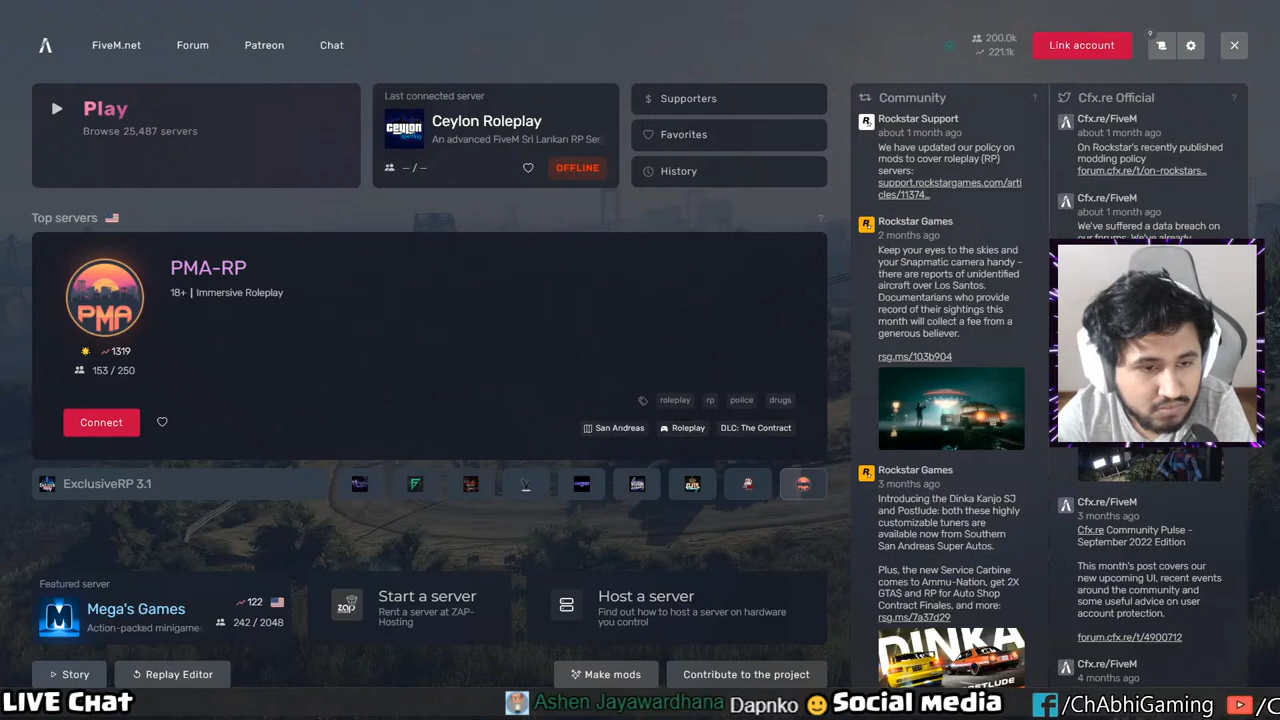 FiveM.net
Forum
Patreon
Chat
200.0k
221.1k
Link account
9
Play
Browse 25,487 servers
Last connected server
CEYLON
Ceylon Roleplay
An advanced FiveM Sri Lankan RP Ser
-- / --
OFFLINE
Supporters
Favorites
History
Top servers
?
PMA
PMA-RP
18+ | Immersive Roleplay
1319
153 / 250
Connect
roleplay
rp
police
drugs
San Andreas
Roleplay
DLC: The Contract
ExclusiveRP 3.1
Featured server
Mega's Games
Action-packed minigame
122
242 / 2048
ZAP
Start a server
Rent a server at ZAP-
Hosting
Host a server
Find out how to host a server on hardware
you control
Story
Replay Editor
Make mods
Contribute to the project
Community
?
Rockstar Support
about 1 month ago
We have updated our policy on
mods to cover roleplay (RP)
servers:
support.rockstargames.com/arti
cles/11374…
Rockstar Games
2 months ago
Keep your eyes to the skies and
your Snapmatic camera handy –
there are reports of unidentified
aircraft over Los Santos.
Documentarians who provide
record of their sightings this
month will collect a fee from a
generous believer.
rsg.ms/103b904
Rockstar Games
3 months ago
Introducing the Dinka Kanjo SJ
and Postlude: both these highly
customizable tuners are
available now from Southern
San Andreas Super Autos.
Plus, the new Service Carbine
comes to Ammu-Nation, get 2X
GTA$ and RP for Auto Shop
Contract Finales, and more:
rsg.ms/7a37d29
DINKA
Cfx.re Official
?
Cfx.re/FiveM
about 1 month ago
On Rockstar's recently published
modding policy
forum.cfx.re/t/on-rockstars…
Cfx.re/FiveM
about 1 month ago
We've suffered a data breach on
our forums. We've already
Cfx.re/FiveM
3 months ago
Cfx.re Community Pulse –
September 2022 Edition
This month's post covers our
new upcoming UI, recent events
around the community and
some useful advice on user
account protection.
forum.cfx.re/t/4900712
Cfx.re/FiveM
4 months ago
LIVE Chat
Ashen Jayawardhana
Dapnko
Social Media
/ChAbhiGaming
/C